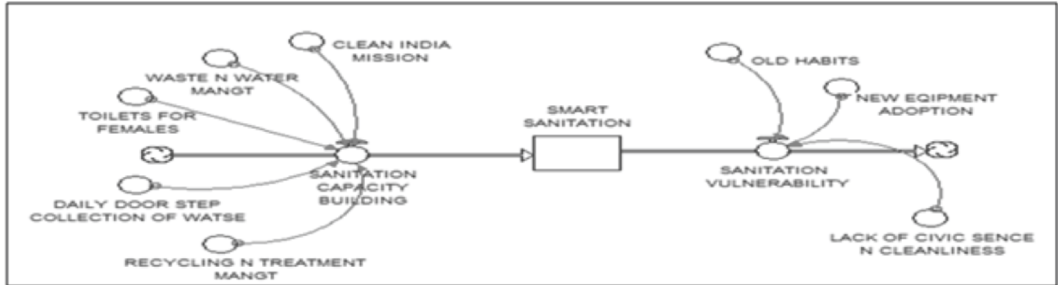 CLEAN INDIA
MISSION
WASTE N WATER
MANGT
TOILETS FOR
FEMALES
SANITATION
CAPACITY
BUILDING
DAILY DOOR STEP
COLLECTION OF WATSE
RECYCLING N TREATMENT
MANGT
SMART
SANITATION
OLD HABITS
NEW EQIPMENT
ADOPTION
SANITATION
VULNERABILITY
LACK OF CIVIC SENCE
N CLEANLINESS